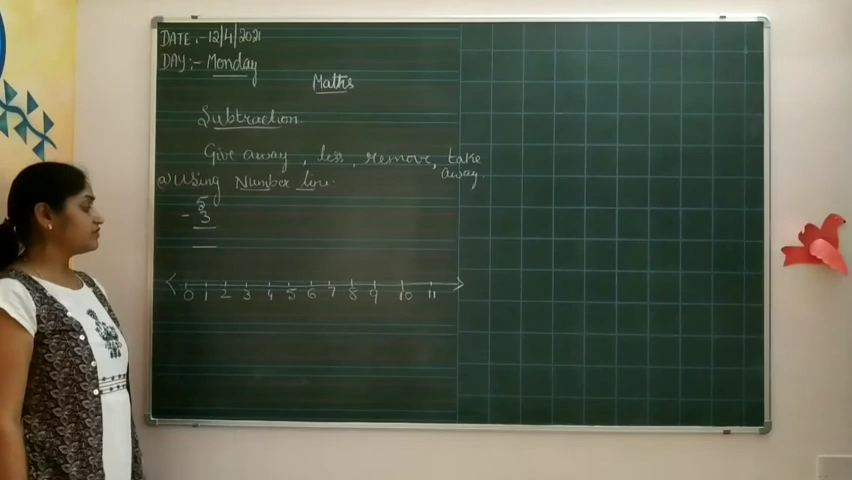 DATE :- 12/4/2021
DAY :- Monday
Maths
Subtraction
Give away, less, remove, take away.
@ Using Number line.
5
- 3
0 1 2 3 4 5 6 7 8 9 10 11